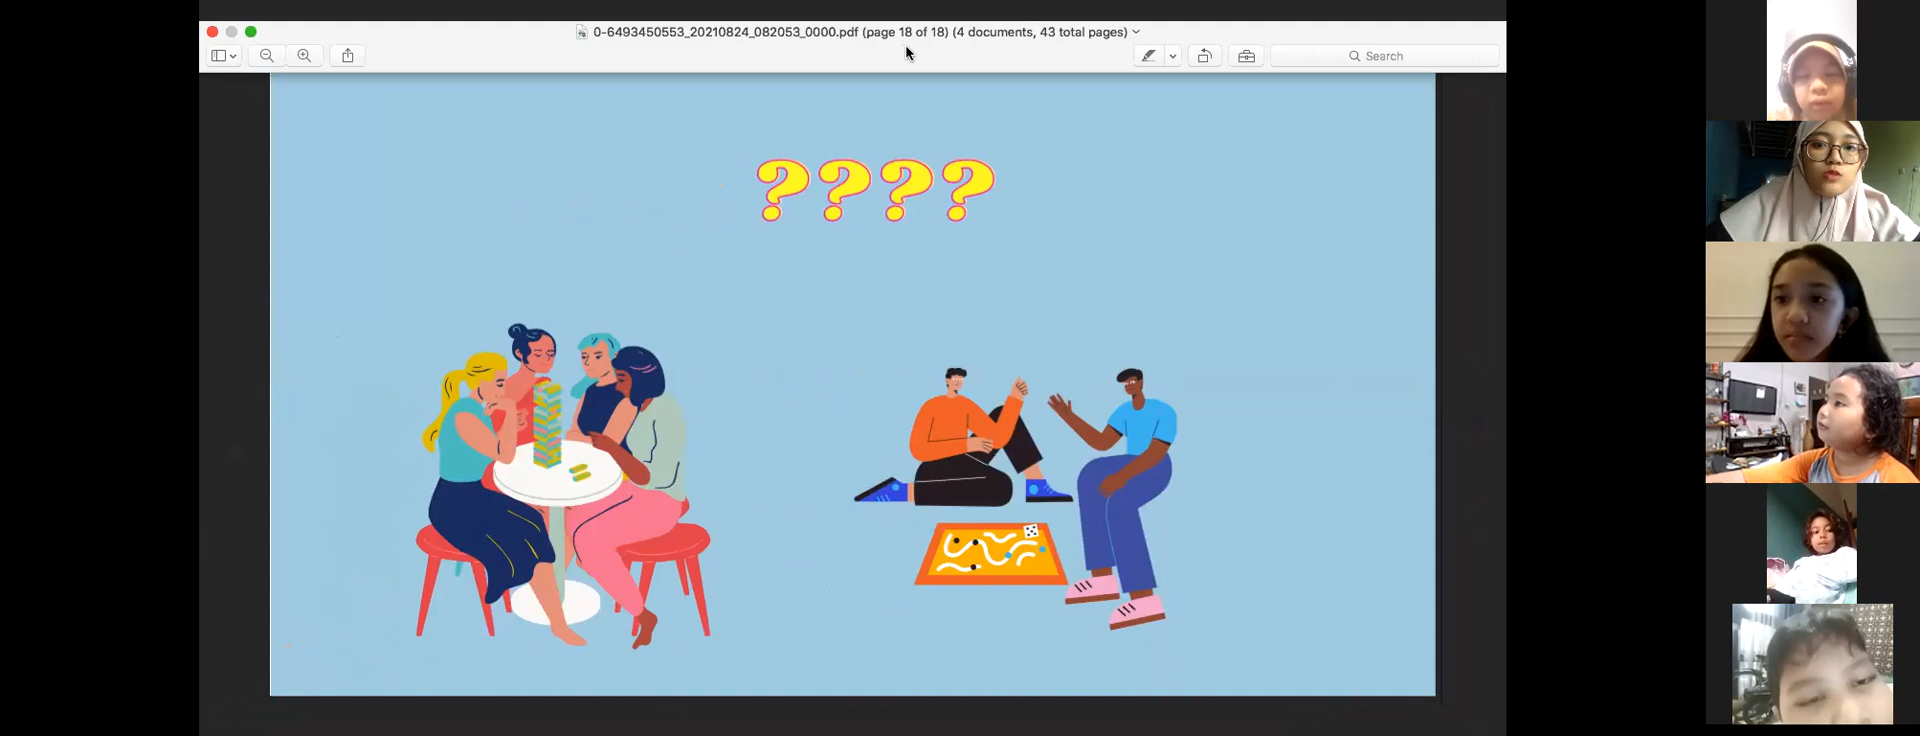 0-6493450553_20210824_082053_0000.pdf (page 18 of 18) (4 documents, 43 total pages)
Search
????